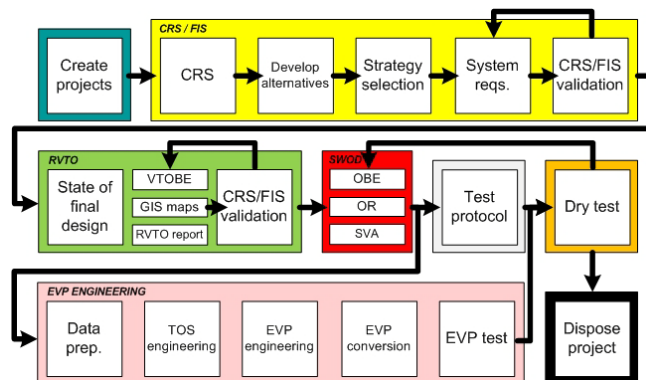 CRS / FIS
Create
projects
CRS
Develop
alternatives
Strategy
selection
System
reqs.
CRS/FIS
validation
RVTO
State of
final
design
VTOBE
GIS maps
RVTO report
CRS/FIS
validation
SWOD
OBE
OR
SVA
Test
protocol
Dry test
EVP ENGINEERING
Data
prep.
TOS
engineering
EVP
engineering
EVP
conversion
EVP test
Dispose
project